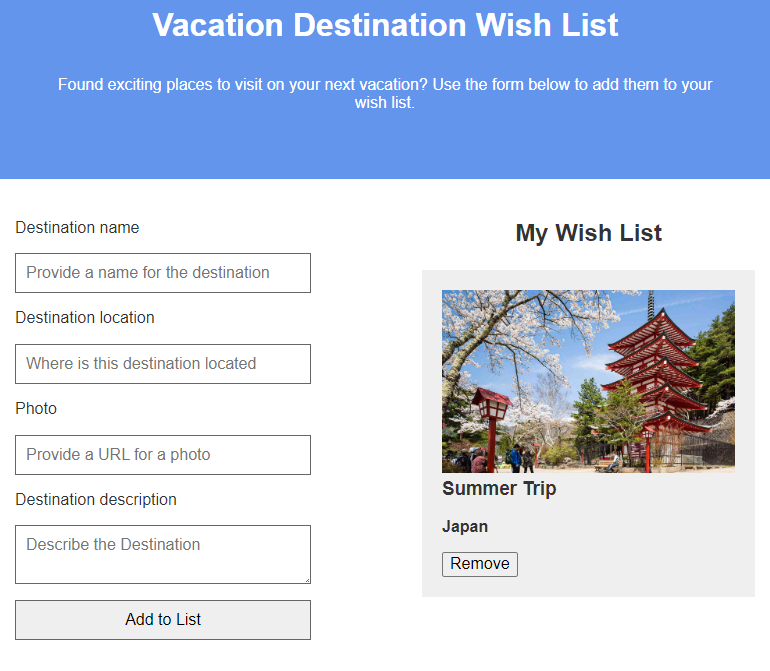 Vacation Destination Wish List
Found exciting places to visit on your next vacation? Use the form below to add them to your
wish list.
Destination name
Provide a name for the destination
Destination location
Where is this destination located
Photo
Provide a URL for a photo
Destination description
Describe the Destination
Add to List
My Wish List
Summer Trip
Japan
Remove